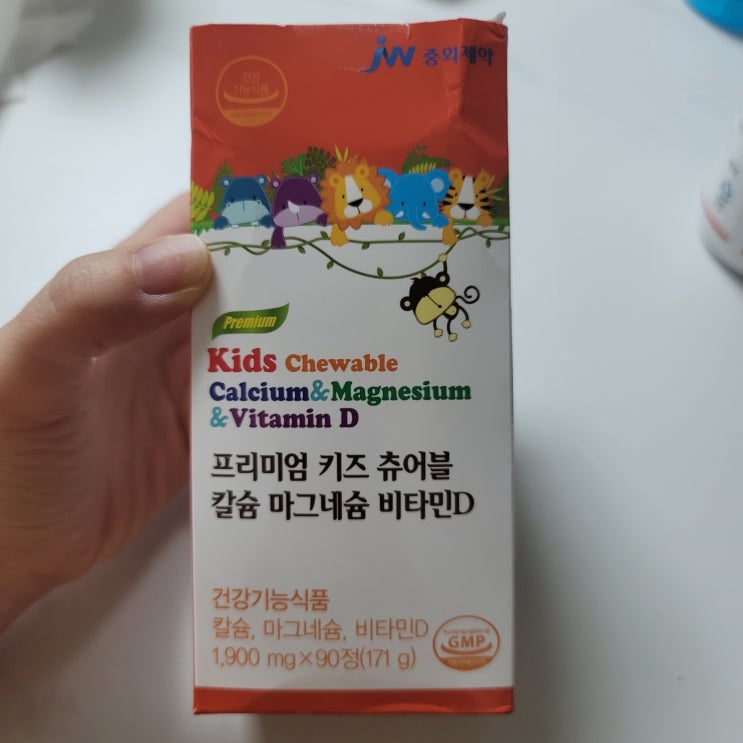 JW 중외제약
건강
기능식품
Premium
Kids Chewable
Calcium&Magnesium
&Vitamin D
프리미엄 키즈 츄어블
칼슘 마그네슘 비타민D
건강기능식품
칼슘, 마그네슘, 비타민D
1,900 mg×90정(171 g)
GMP